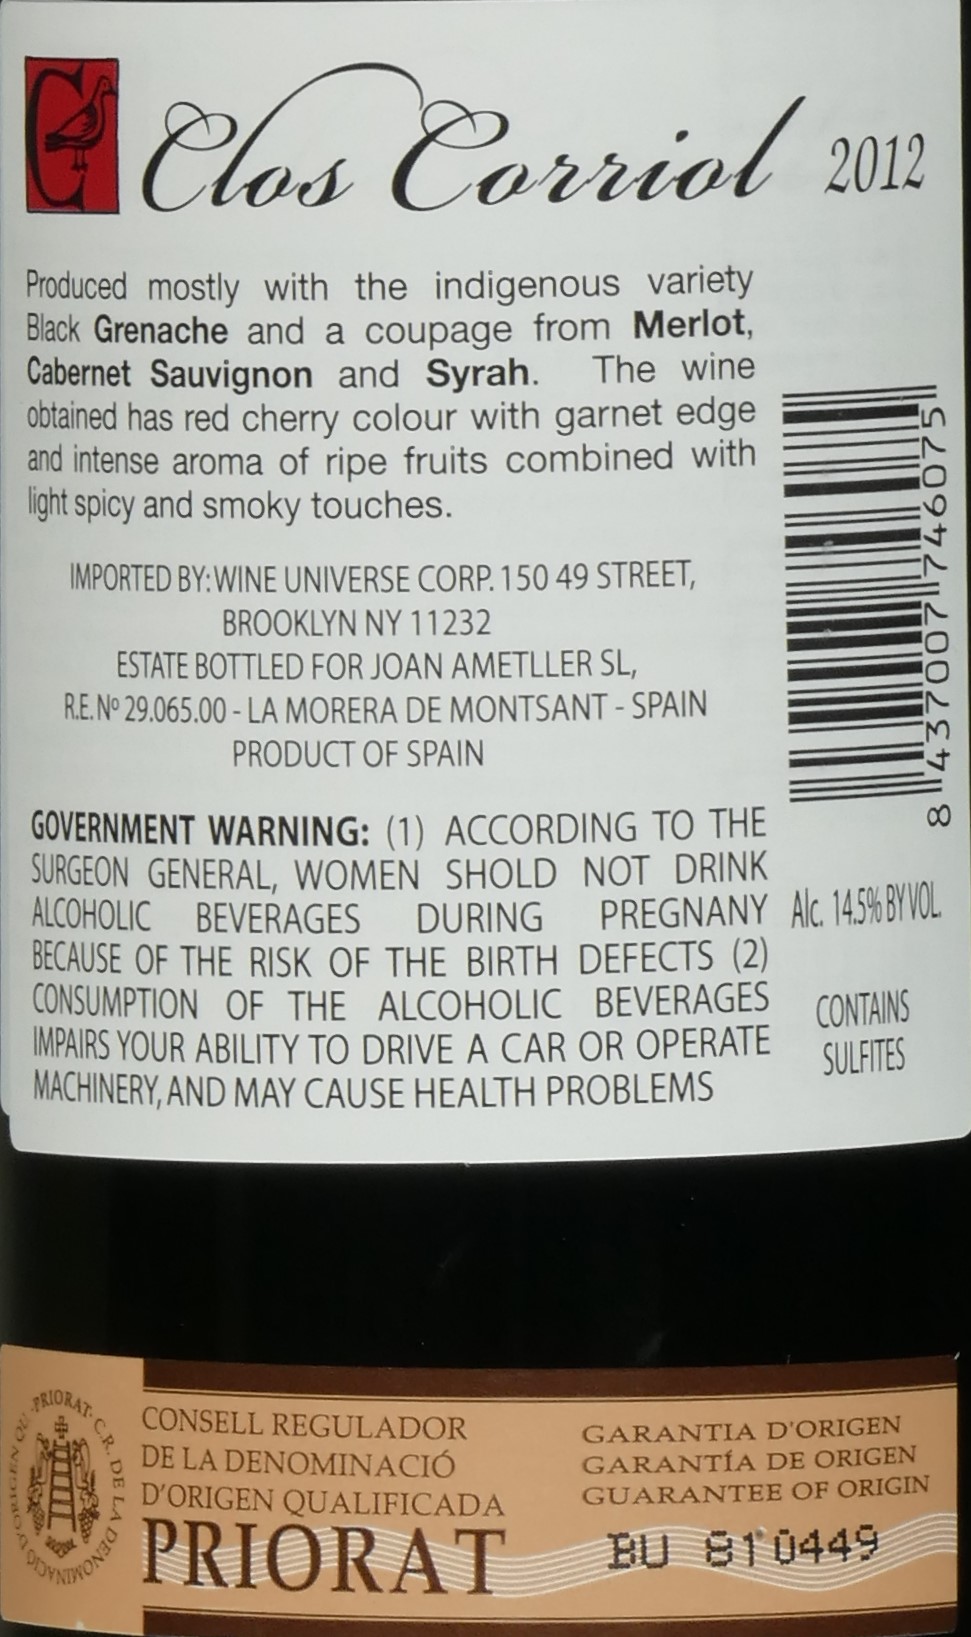 Clos Corriol 2012
Produced mostly with the indigenous variety
Black Grenache and a coupage from Merlot,
Cabernet Sauvignon and Syrah. The wine
obtained has red cherry colour with garnet edge
and intense aroma of ripe fruits combined with
light spicy and smoky touches.
IMPORTED BY: WINE UNIVERSE CORP. 150 49 STREET,
BROOKLYN NY 11232
ESTATE BOTTLED FOR JOAN AMETLLER SL,
R.E. Nº 29.065.00 - LA MORERA DE MONTSANT - SPAIN
PRODUCT OF SPAIN
GOVERNMENT WARNING: (1) ACCORDING TO THE
SURGEON GENERAL, WOMEN SHOLD NOT DRINK
ALCOHOLIC BEVERAGES DURING PREGNANY
BECAUSE OF THE RISK OF THE BIRTH DEFECTS (2)
CONSUMPTION OF THE ALCOHOLIC BEVERAGES
IMPAIRS YOUR ABILITY TO DRIVE A CAR OR OPERATE
MACHINERY, AND MAY CAUSE HEALTH PROBLEMS
8 437007 746075
Alc. 14.5% BY VOL.
CONTAINS
SULFITES
PRIORAT · C.R. DE LA DENOMINACIÓ D'ORIGEN QU
CONSELL REGULADOR
DE LA DENOMINACIÓ
D'ORIGEN QUALIFICADA
PRIORAT
GARANTIA D'ORIGEN
GARANTÍA DE ORIGEN
GUARANTEE OF ORIGIN
BU 810449